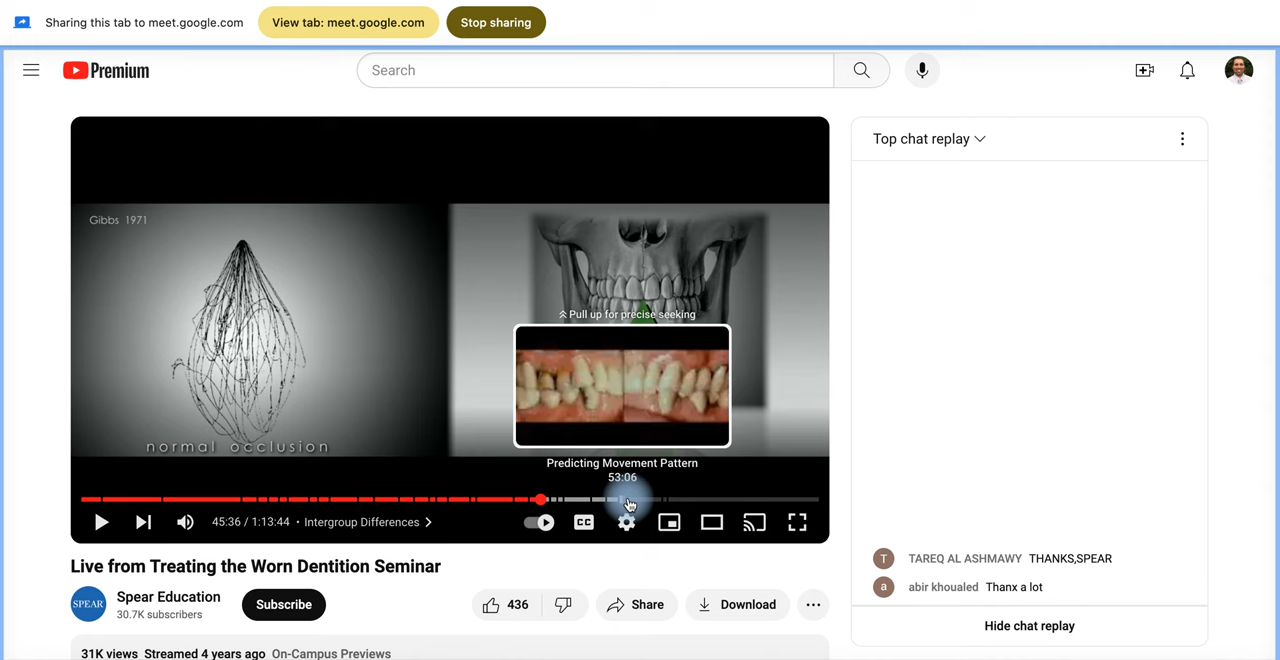 Sharing this tab to meet.google.com View tab: meet.google.com Stop sharing
Premium Search
Gibbs 1971
normal occlusion
Pull up for precise seeking
Predicting Movement Pattern
53:06
45:36 / 1:13:44 • Intergroup Differences
CC
Live from Treating the Worn Dentition Seminar
SPEAR
Spear Education
30.7K subscribers
Subscribe
436
Share
Download
31K views Streamed 4 years ago On-Campus Previews
Top chat replay
T TAREQ AL ASHMAWY THANKS,SPEAR
a abir khoualed Thanx a lot
Hide chat replay